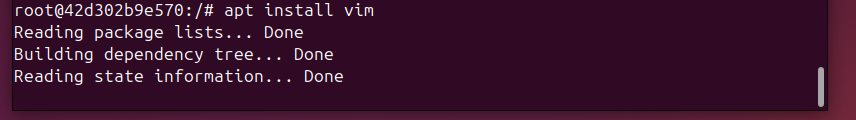 root@42d302b9e570:/# apt install vim
Reading package lists... Done
Building dependency tree... Done
Reading state information... Done